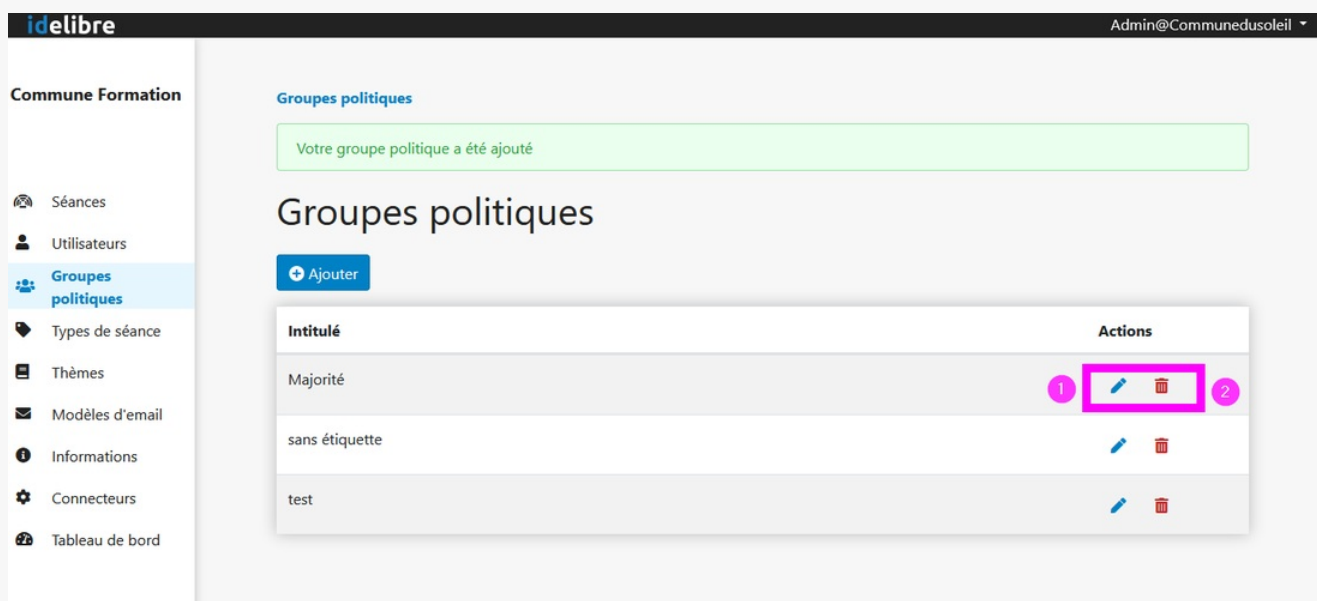 idelibre
Admin@Communedusoleil
Commune Formation
Séances
Utilisateurs
Groupes
politiques
Types de séance
Thèmes
Modèles d'email
Informations
Connecteurs
Tableau de bord
Groupes politiques
Votre groupe politique a été ajouté
Groupes politiques
Ajouter
Intitulé Actions
Majorité 1 2
sans étiquette
test